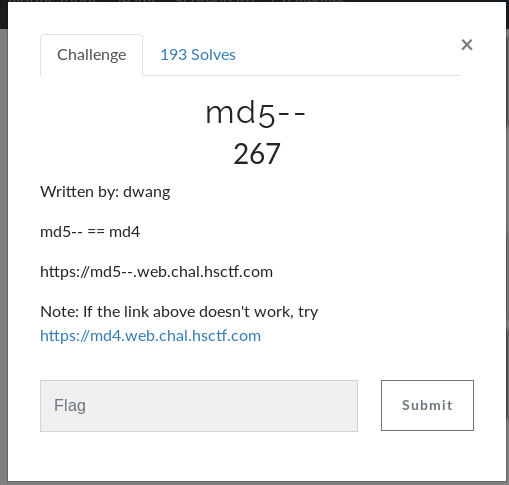 Challenge
193 Solves
×
md5--
267
Written by: dwang
md5-- == md4
https://md5--.web.chal.hsctf.com
Note: If the link above doesn't work, try
https://md4.web.chal.hsctf.com
Flag
Submit